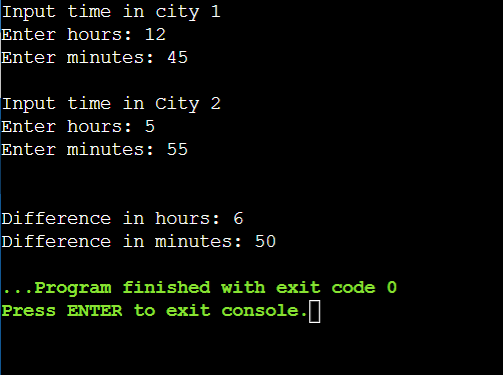 Input time in city 1
Enter hours: 12
Enter minutes: 45
Input time in City 2
Enter hours: 5
Enter minutes: 55
Difference in hours: 6
Difference in minutes: 50
...Program finished with exit code 0
Press ENTER to exit console.